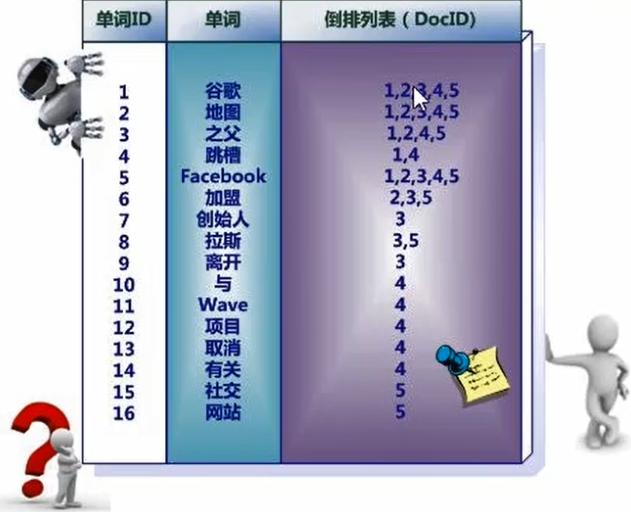 单词ID 单词 倒排列表（DocID）
1 谷歌 1,2,3,4,5
2 地图 1,2,3,4,5
3 之父 1,2,4,5
4 跳槽 1,4
5 Facebook 1,2,3,4,5
6 加盟 2,3,5
7 创始人 3
8 拉斯 3,5
9 离开 3
10 与 4
11 Wave 4
12 项目 4
13 取消 4
14 有关 4
15 社交 5
16 网站 5